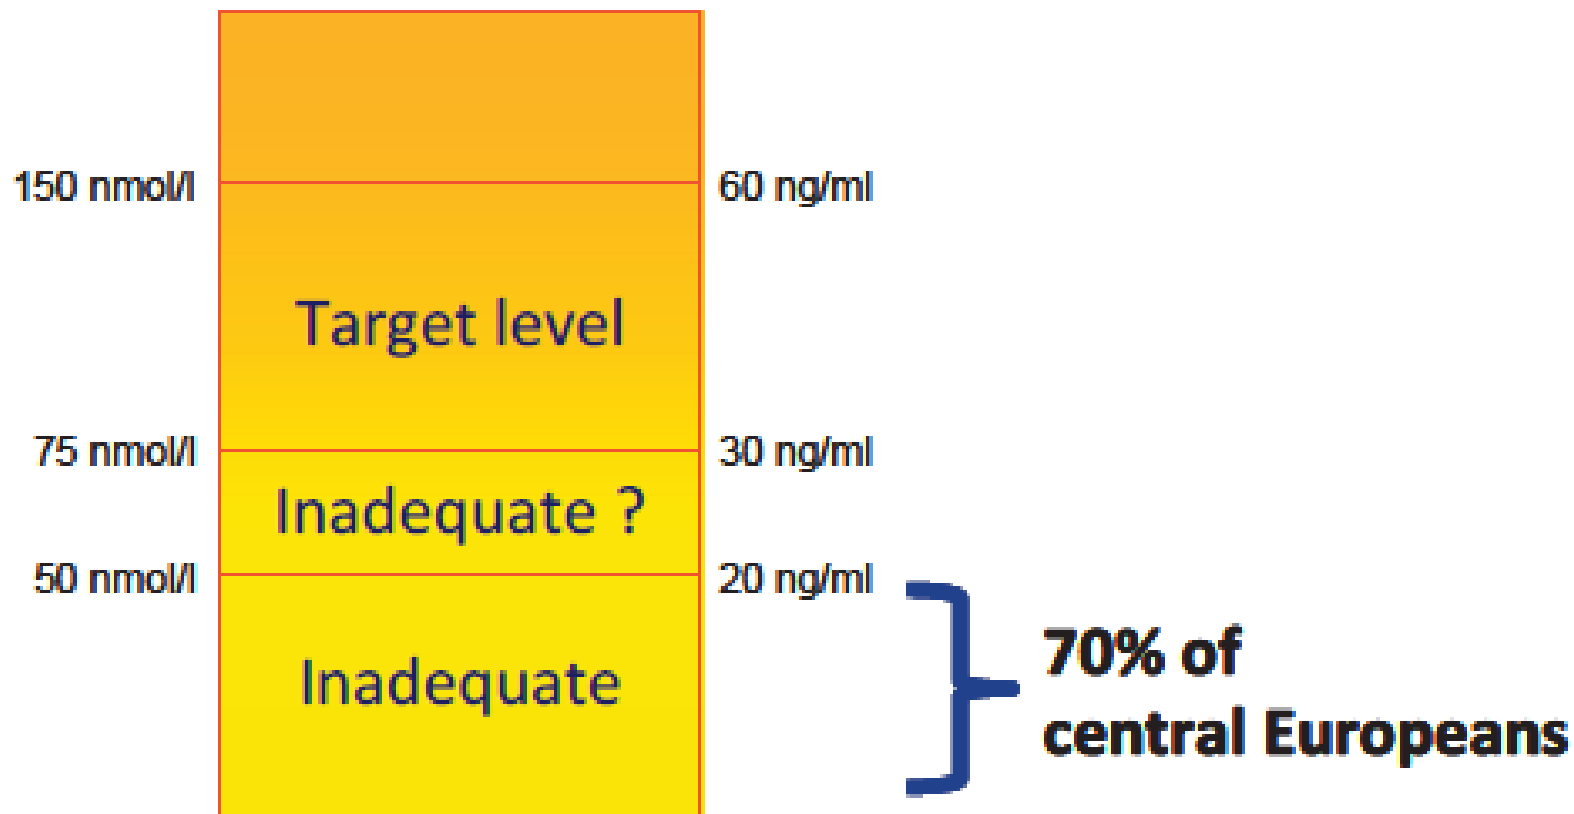 150 nmol/l
60 ng/ml
Target level
75 nmol/l
30 ng/ml
Inadequate ?
50 nmol/l
20 ng/ml
Inadequate
70% of
central Europeans